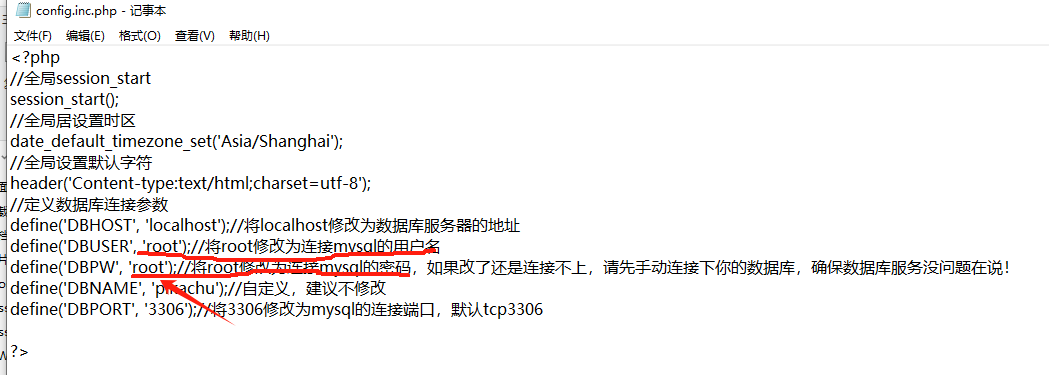 config.inc.php - 记事本
文件(F) 编辑(E) 格式(O) 查看(V) 帮助(H)
<?php
//全局session_start
session_start();
//全局居设置时区
date_default_timezone_set('Asia/Shanghai');
//全局设置默认字符
header('Content-type:text/html;charset=utf-8');
//定义数据库连接参数
define('DBHOST', 'localhost');//将localhost修改为数据库服务器的地址
define('DBUSER', 'root');//将root修改为连接mysql的用户名
define('DBPW', 'root');//将root修改为连接mysql的密码，如果改了还是连接不上，请先手动连接下你的数据库，确保数据库服务没问题在说！
define('DBNAME', 'pikachu');//自定义，建议不修改
define('DBPORT', '3306');//将3306修改为mysql的连接端口，默认tcp3306
?>